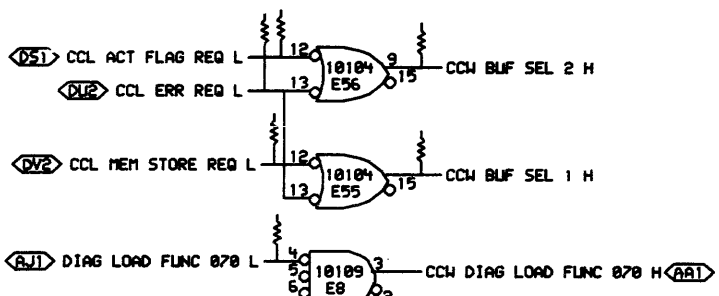 DS1 CCL ACT FLAG REQ L 12 10104 9 CCW BUF SEL 2 H
DU2 CCL ERR REQ L 13 E56 15
DV2 CCL MEM STORE REQ L 12 10104 CCW BUF SEL 1 H
13 E55 15
AJ1 DIAG LOAD FUNC 070 L 4 10109 3 CCW DIAG LOAD FUNC 070 H AA1
5 E8
6 2